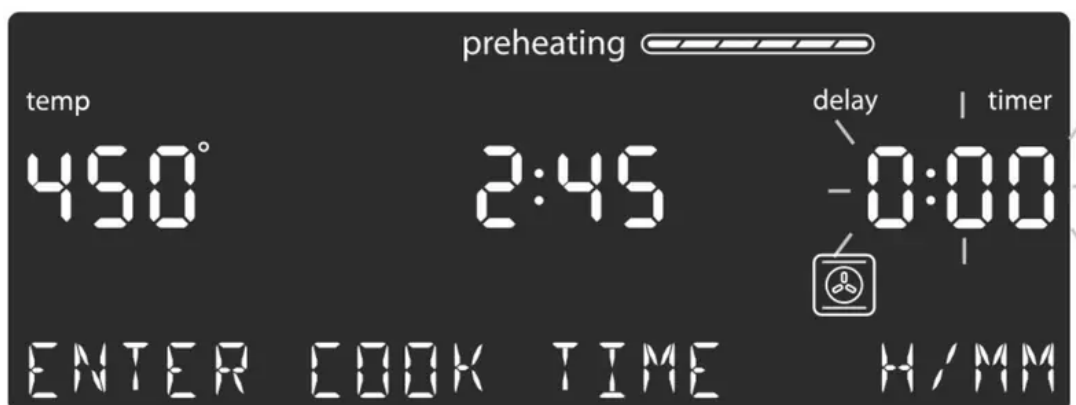 preheating
temp delay timer
450° 2:45 0:00
ENTER COOK TIME H/MM